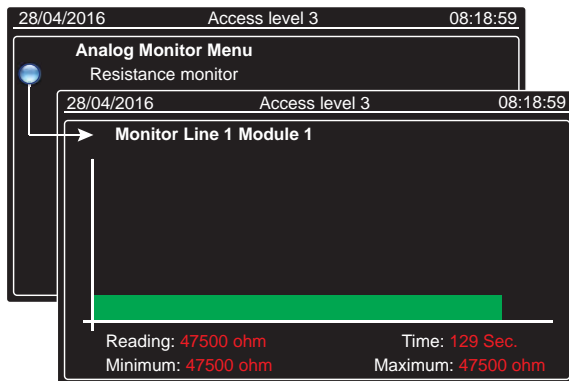 28/04/2016 Access level 3 08:18:59
Analog Monitor Menu
Resistance monitor
28/04/2016 Access level 3 08:18:59
Monitor Line 1 Module 1
Reading: 47500 ohm Time: 129 Sec.
Minimum: 47500 ohm Maximum: 47500 ohm